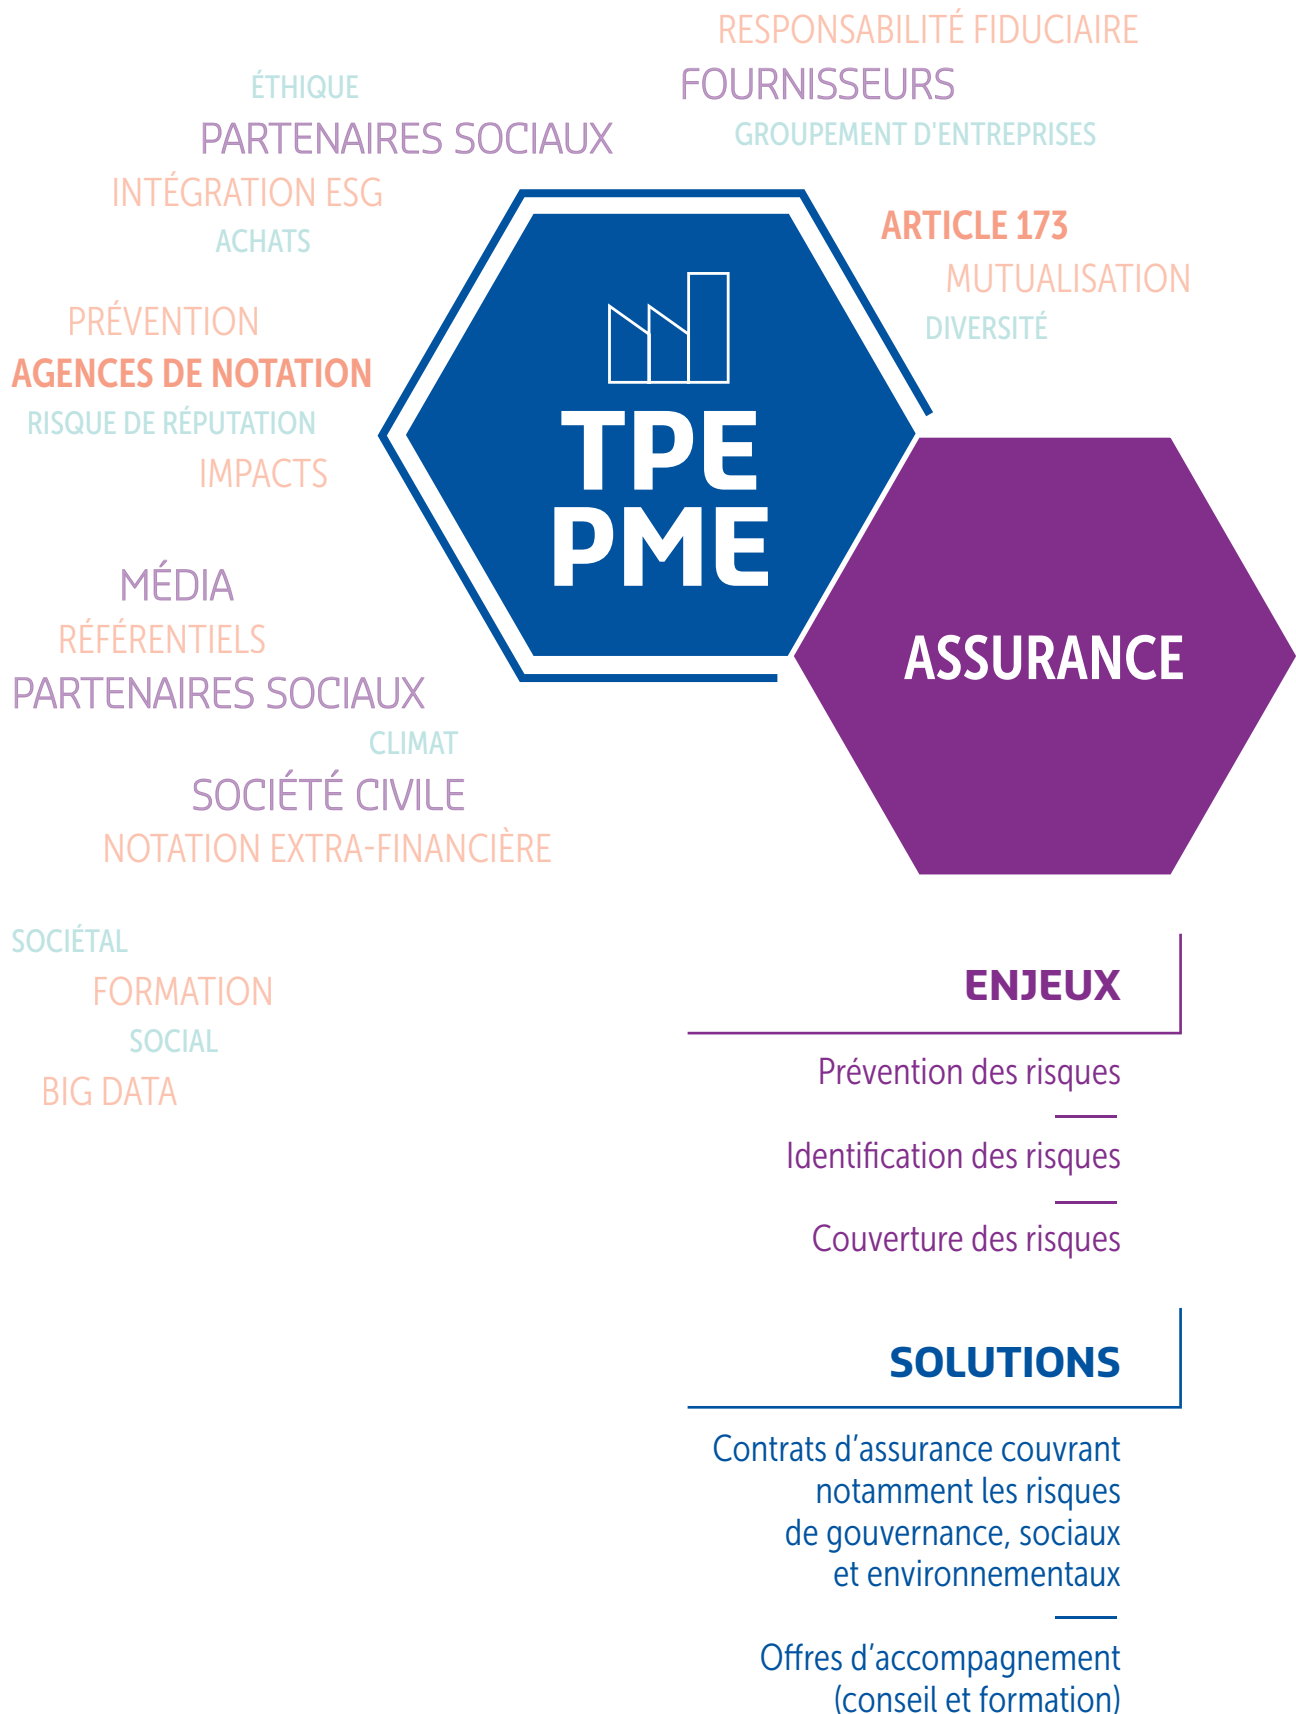 RESPONSABILITÉ FIDUCIAIRE
FOURNISSEURS
GROUPEMENT D'ENTREPRISES
ÉTHIQUE
PARTENAIRES SOCIAUX
INTÉGRATION ESG
ACHATS
ARTICLE 173
MUTUALISATION
DIVERSITÉ
PRÉVENTION
AGENCES DE NOTATION
RISQUE DE RÉPUTATION
IMPACTS
TPE
PME
MÉDIA
RÉFÉRENTIELS
PARTENAIRES SOCIAUX
CLIMAT
SOCIÉTÉ CIVILE
NOTATION EXTRA-FINANCIÈRE
ASSURANCE
SOCIÉTAL
FORMATION
SOCIAL
BIG DATA
ENJEUX
Prévention des risques
Identification des risques
Couverture des risques
SOLUTIONS
Contrats d’assurance couvrant
notamment les risques
de gouvernance, sociaux
et environnementaux
Offres d’accompagnement
(conseil et formation)